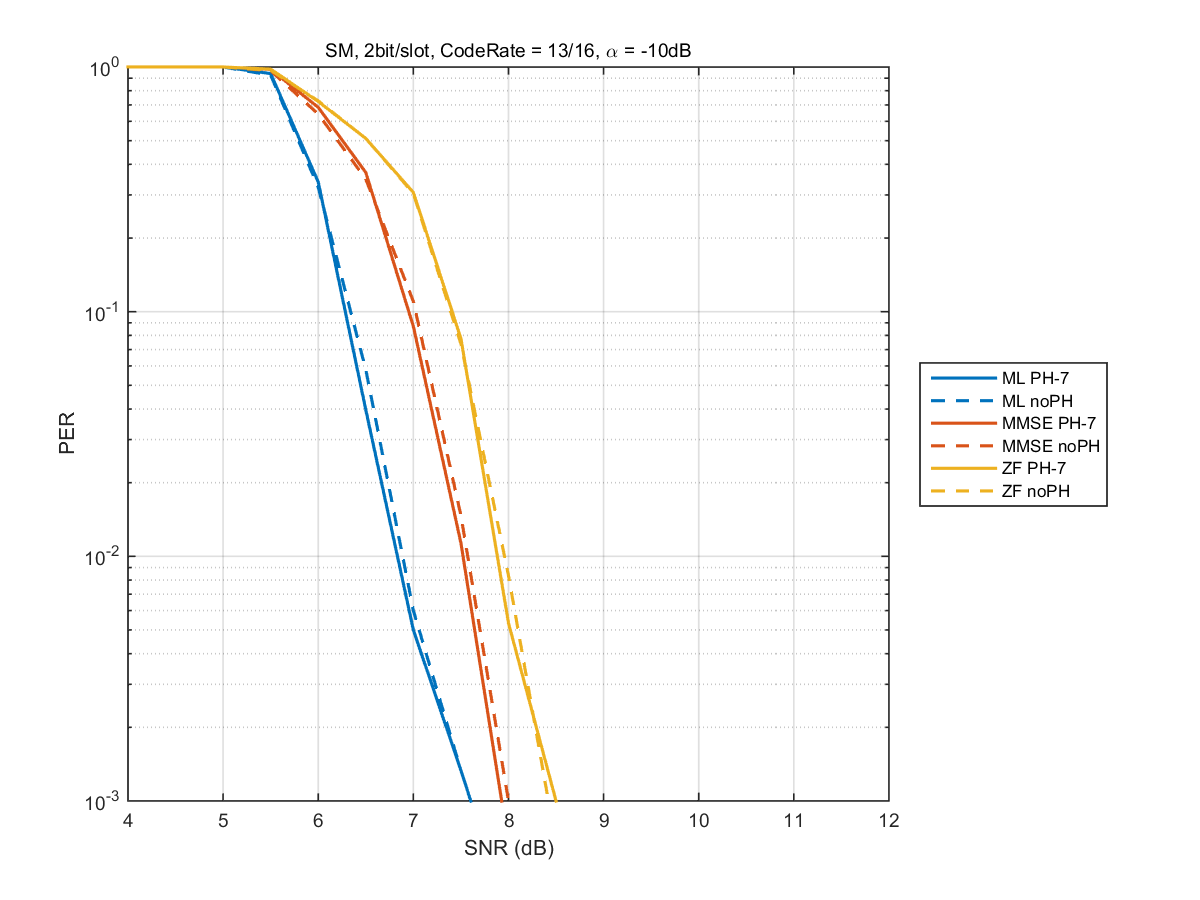 SM, 2bit/slot, CodeRate = 13/16, α = -10dB
10^0
10^-1
10^-2
10^-3
PER
4 5 6 7 8 9 10 11 12
SNR (dB)
ML PH-7
ML noPH
MMSE PH-7
MMSE noPH
ZF PH-7
ZF noPH